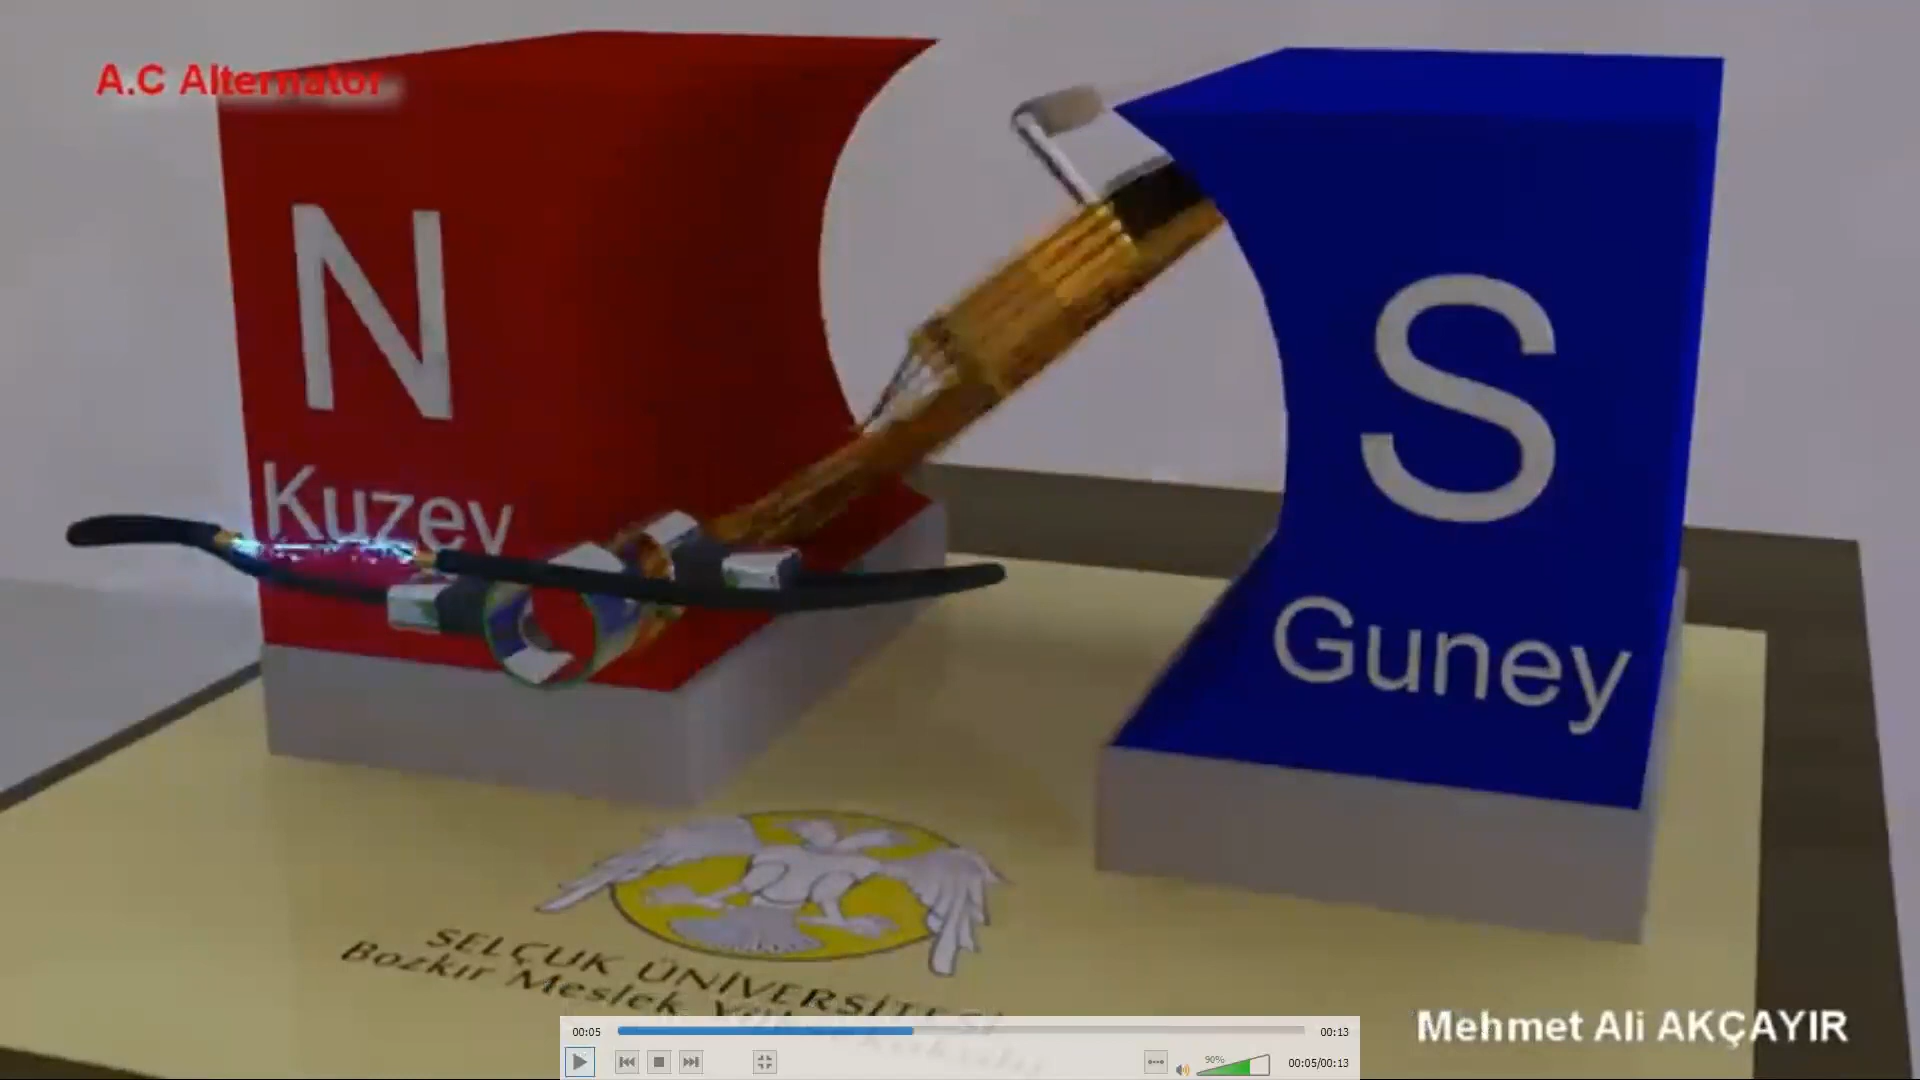 A.C Alternator
N
Kuzey
S
Guney
SELÇUK ÜNİVERSİTESİ
Bozkır Meslek
Mehmet Ali AKÇAYIR
00:05
00:13
90%
00:05/00:13